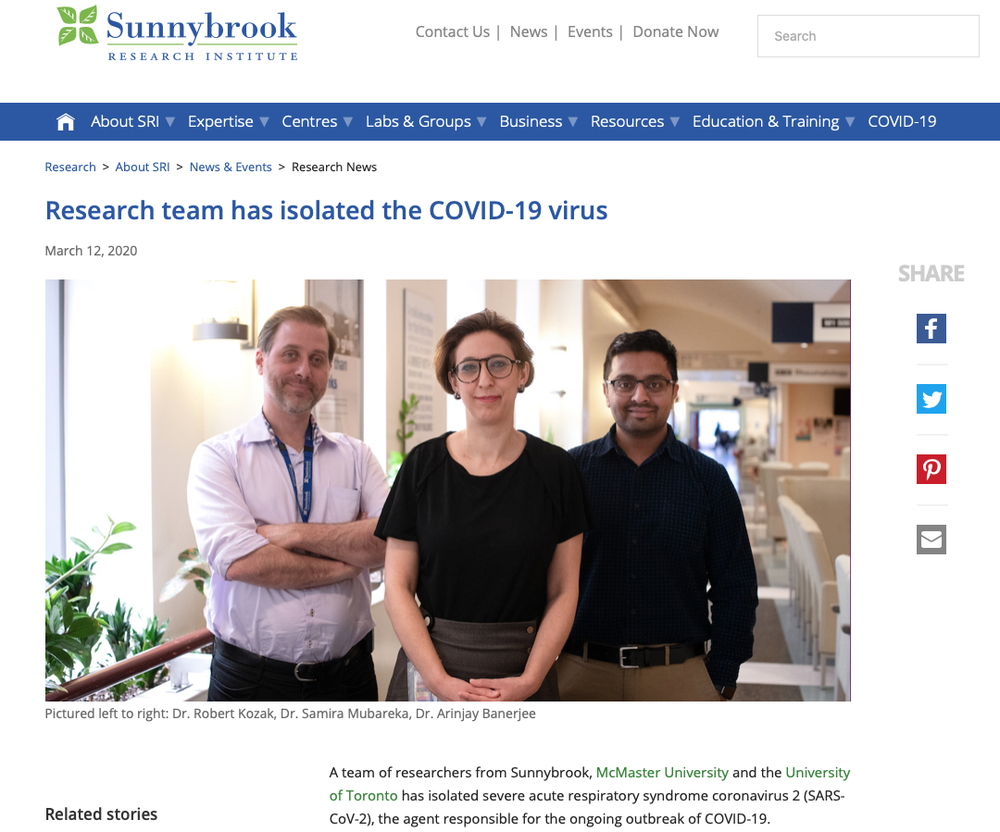 Sunnybrook
RESEARCH INSTITUTE
Contact Us | News | Events | Donate Now
Search
About SRI ▼ Expertise ▼ Centres ▼ Labs & Groups ▼ Business ▼ Resources ▼ Education & Training ▼ COVID-19
Research > About SRI > News & Events > Research News
Research team has isolated the COVID-19 virus
March 12, 2020
SHARE
Pictured left to right: Dr. Robert Kozak, Dr. Samira Mubareka, Dr. Arinjay Banerjee
A team of researchers from Sunnybrook, McMaster University and the University
of Toronto has isolated severe acute respiratory syndrome coronavirus 2 (SARS-
CoV-2), the agent responsible for the ongoing outbreak of COVID-19.
Related stories